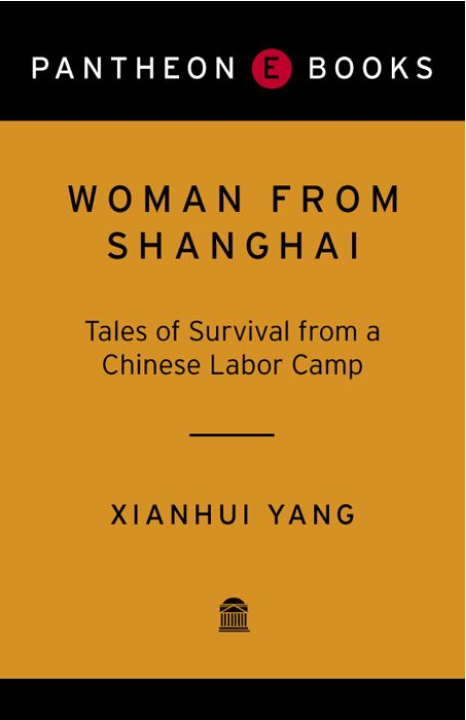 PANTHEON E BOOKS
WOMAN FROM
SHANGHAI
Tales of Survival from a
Chinese Labor Camp
XIANHUI YANG